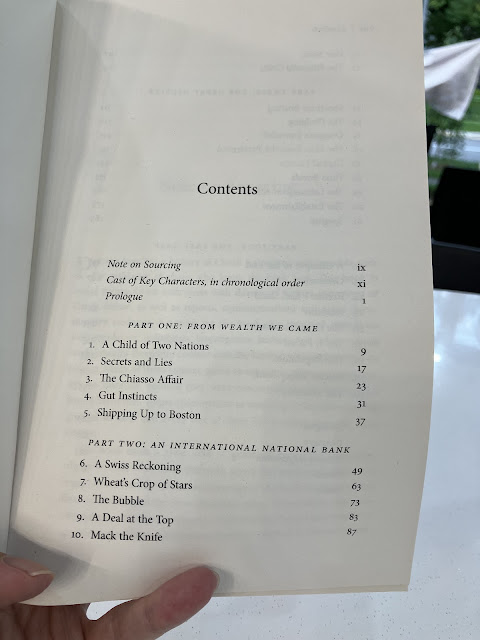 Contents
Note on Sourcing ix
Cast of Key Characters, in chronological order xi
Prologue 1
PART ONE: FROM WEALTH WE CAME
1. A Child of Two Nations 9
2. Secrets and Lies 17
3. The Chiasso Affair 23
4. Gut Instincts 31
5. Shipping Up to Boston 37
PART TWO: AN INTERNATIONAL NATIONAL BANK
6. A Swiss Reckoning 49
7. Wheat's Crop of Stars 63
8. The Bubble 73
9. A Deal at the Top 83
10. Mack the Knife 87